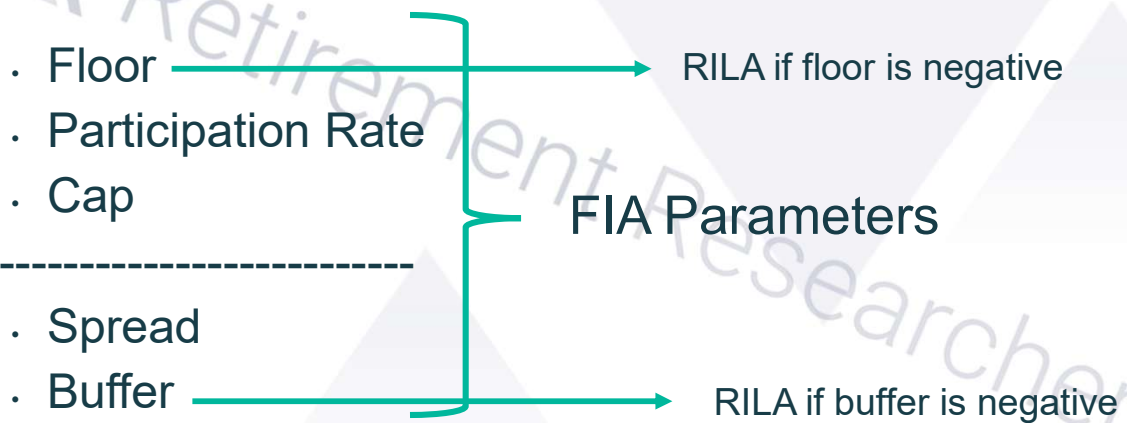 Retirement Researcher
• Floor
RILA if floor is negative
• Participation Rate
• Cap
FIA Parameters
--------------------------
• Spread
• Buffer
RILA if buffer is negative